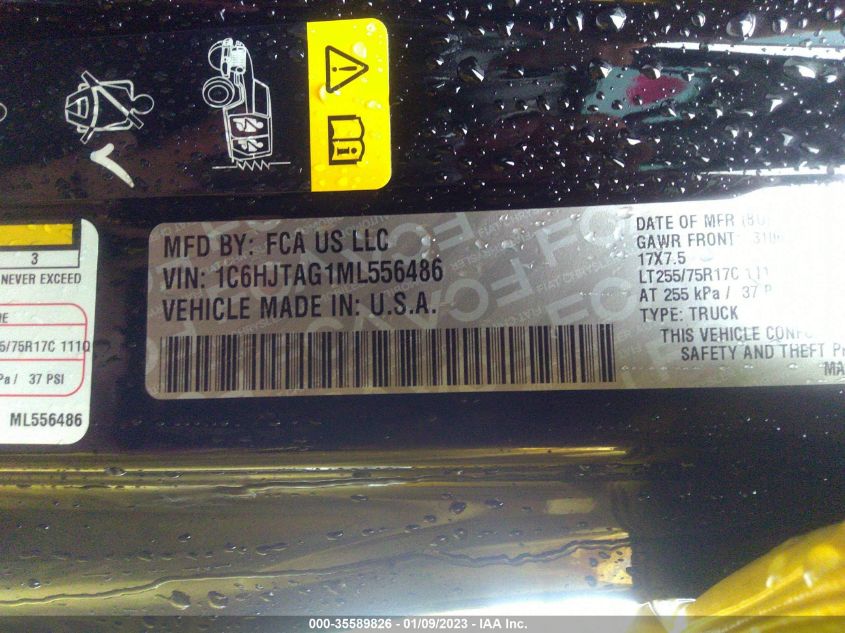 3
NEVER EXCEED
5/75R17C 111Q
Pa / 37 PSI
ML556486
MFD BY: FCA US LLC
VIN: 1C6HJTAG1ML556486
VEHICLE MADE IN: U.S.A.
DATE OF MFR
GAWR FRONT:
17X7.5
LT255/75R17C
AT 255 kPa / 37 P
TYPE: TRUCK
THIS VEHICLE
SAFETY AND THEFT
MA
000-35589826 - 01/09/2023 - IAA Inc.